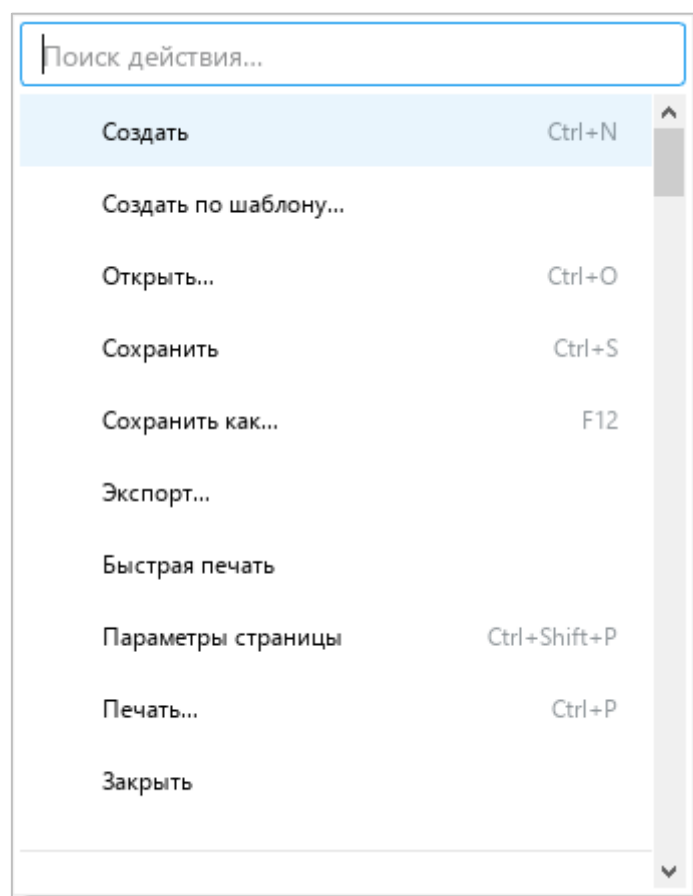 Поиск действия...
Создать Ctrl+N
Создать по шаблону...
Открыть... Ctrl+O
Сохранить Ctrl+S
Сохранить как... F12
Экспорт...
Быстрая печать
Параметры страницы Ctrl+Shift+P
Печать... Ctrl+P
Закрыть